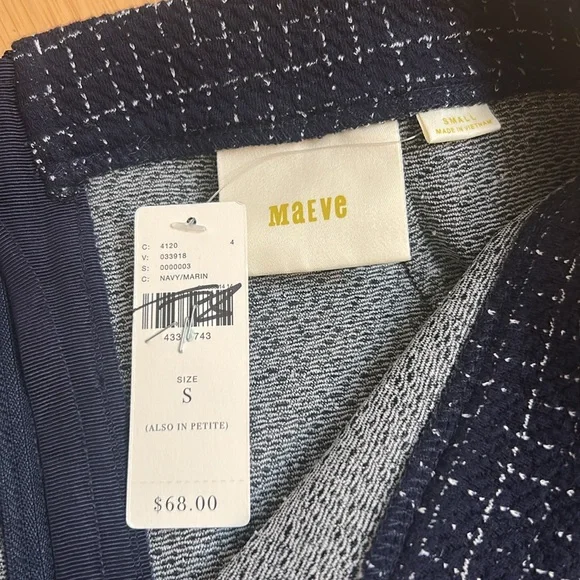 SMALL
MADE IN VIETNAM
MaEve
C: 4120 4
V: 033918
S: 0000003
C: NAVY/MARIN
SIZE
S
(ALSO IN PETITE)
$68.00